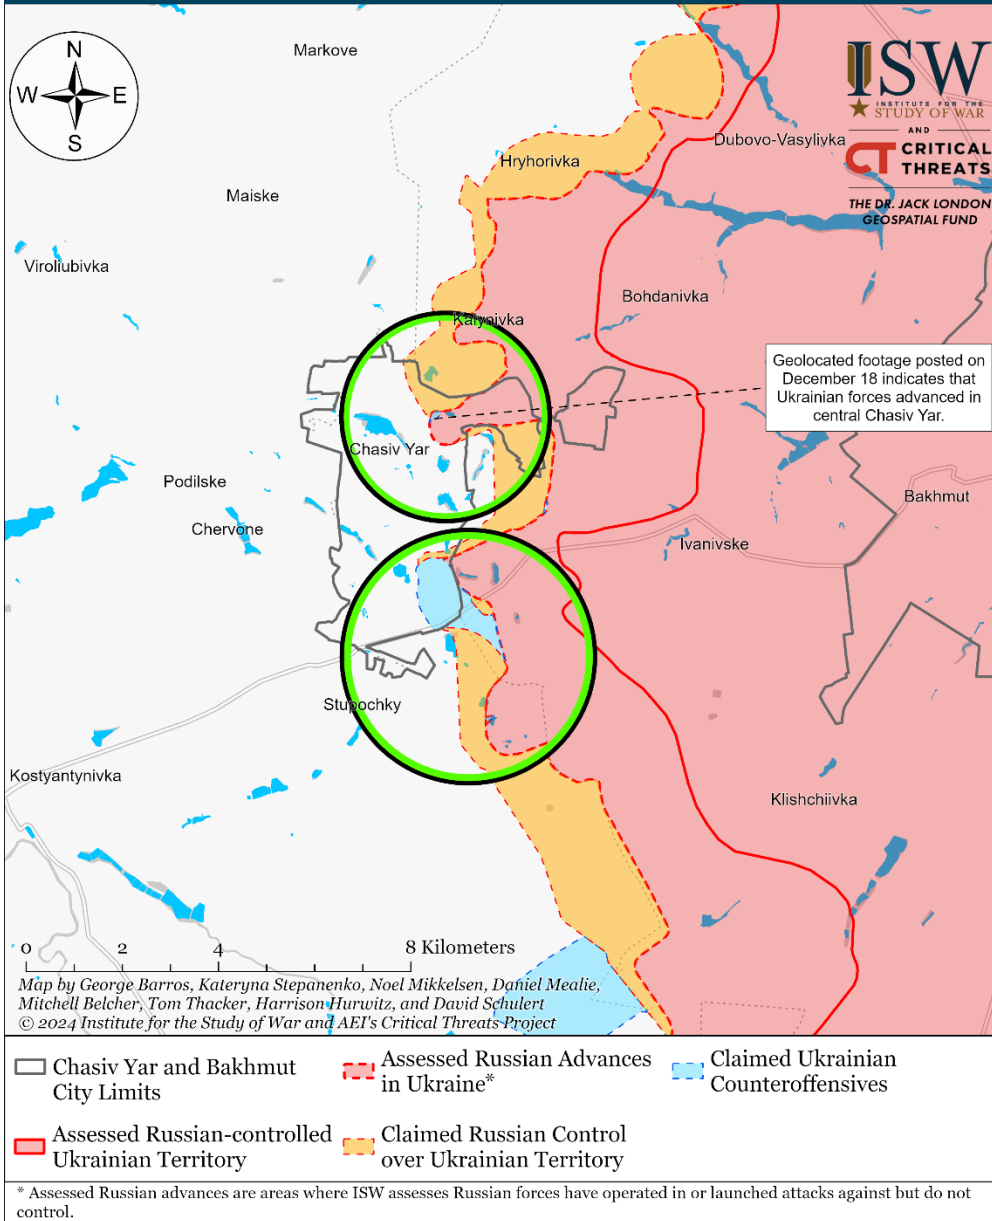 N
W
E
S
Markove
ISW
INSTITUTE FOR THE
STUDY OF WAR
AND
CT CRITICAL
THREATS
THE DR. JACK LONDON
GEOSPATIAL FUND
Dubovo-Vasylivka
Hryhorivka
Maiske
Viroliubivka
Bohdanivka
Kalynivka
Geolocated footage posted on
December 18 indicates that
Ukrainian forces advanced in
central Chasiv Yar.
Chasiv Yar
Podilske
Bakhmut
Chervone
Ivanivske
Stupochky
Kostyantynivka
Klishchiivka
0 2 4 8 Kilometers
Map by George Barros, Kateryna Stepanenko, Noel Mikkelsen, Daniel Mealie,
Mitchell Belcher, Tom Thacker, Harrison Hurwitz, and David Schulert
© 2024 Institute for the Study of War and AEI's Critical Threats Project
Chasiv Yar and Bakhmut
City Limits
Assessed Russian Advances
in Ukraine*
Claimed Ukrainian
Counteroffensives
Assessed Russian-controlled
Ukrainian Territory
Claimed Russian Control
over Ukrainian Territory
* Assessed Russian advances are areas where ISW assesses Russian forces have operated in or launched attacks against but do not
control.